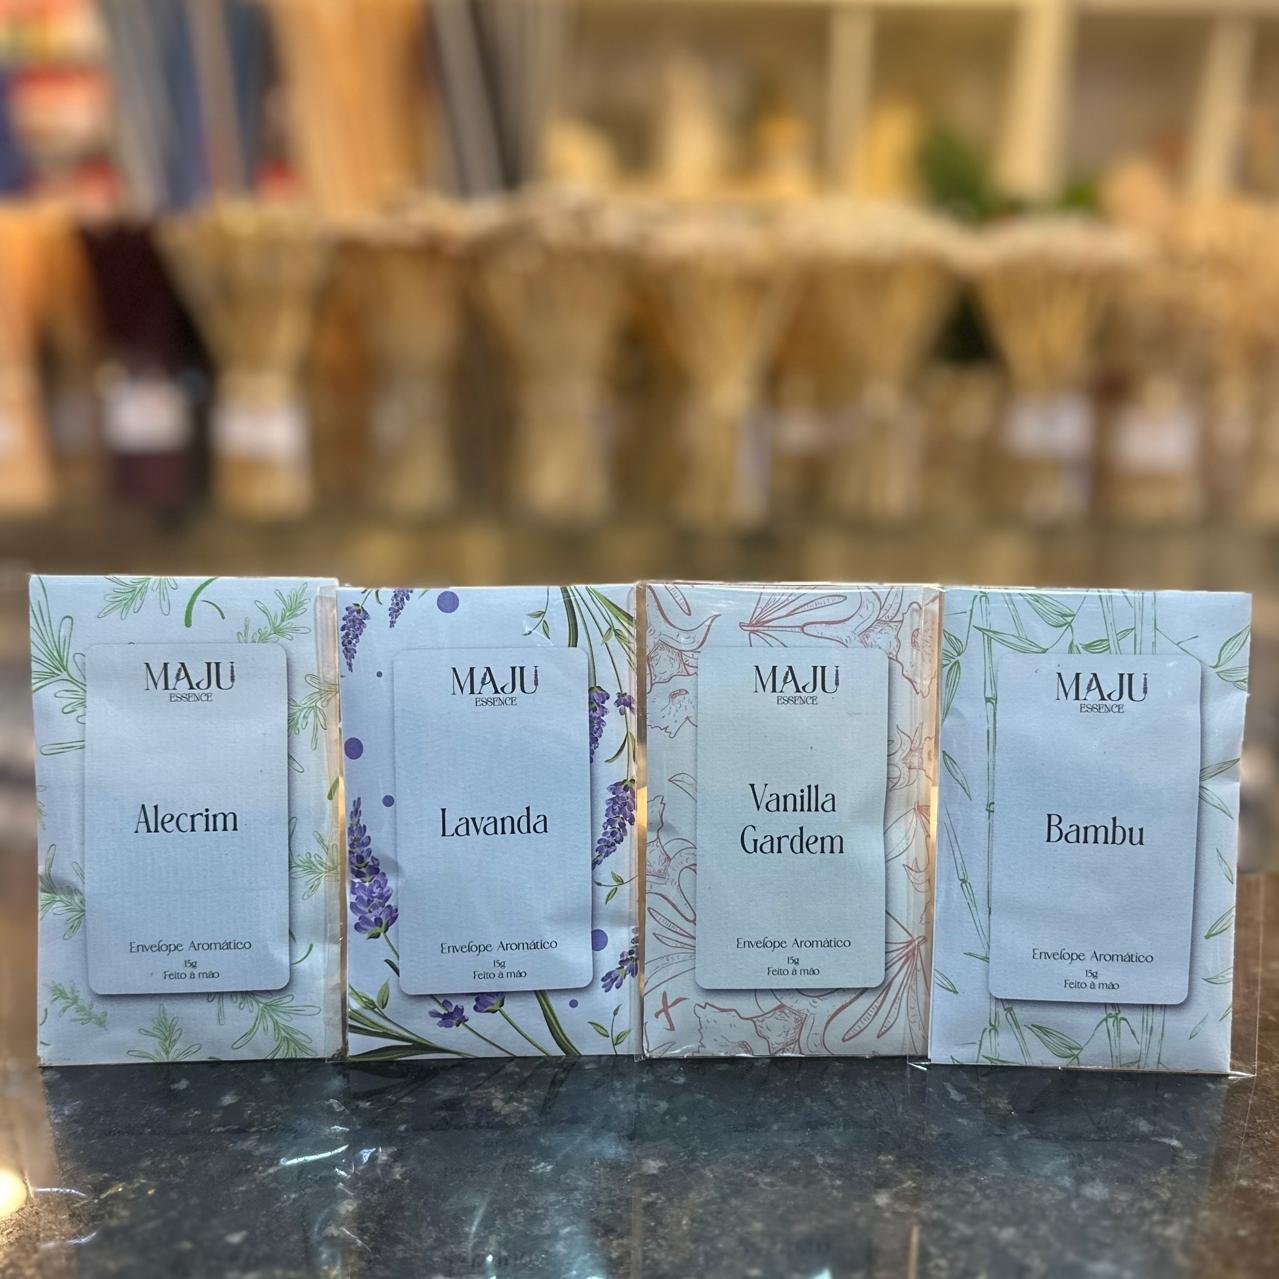 MAJU
ESSENCE
Alecrim
Envelope Aromático
15g
Feito à mão
MAJU
ESSENCE
Lavanda
Envelope Aromático
15g
Feito à mão
MAJU
ESSENCE
Vanilla
Gardem
Envelope Aromático
15g
Feito à mão
MAJU
ESSENCE
Bambu
Envelope Aromático
15g
Feito à mão